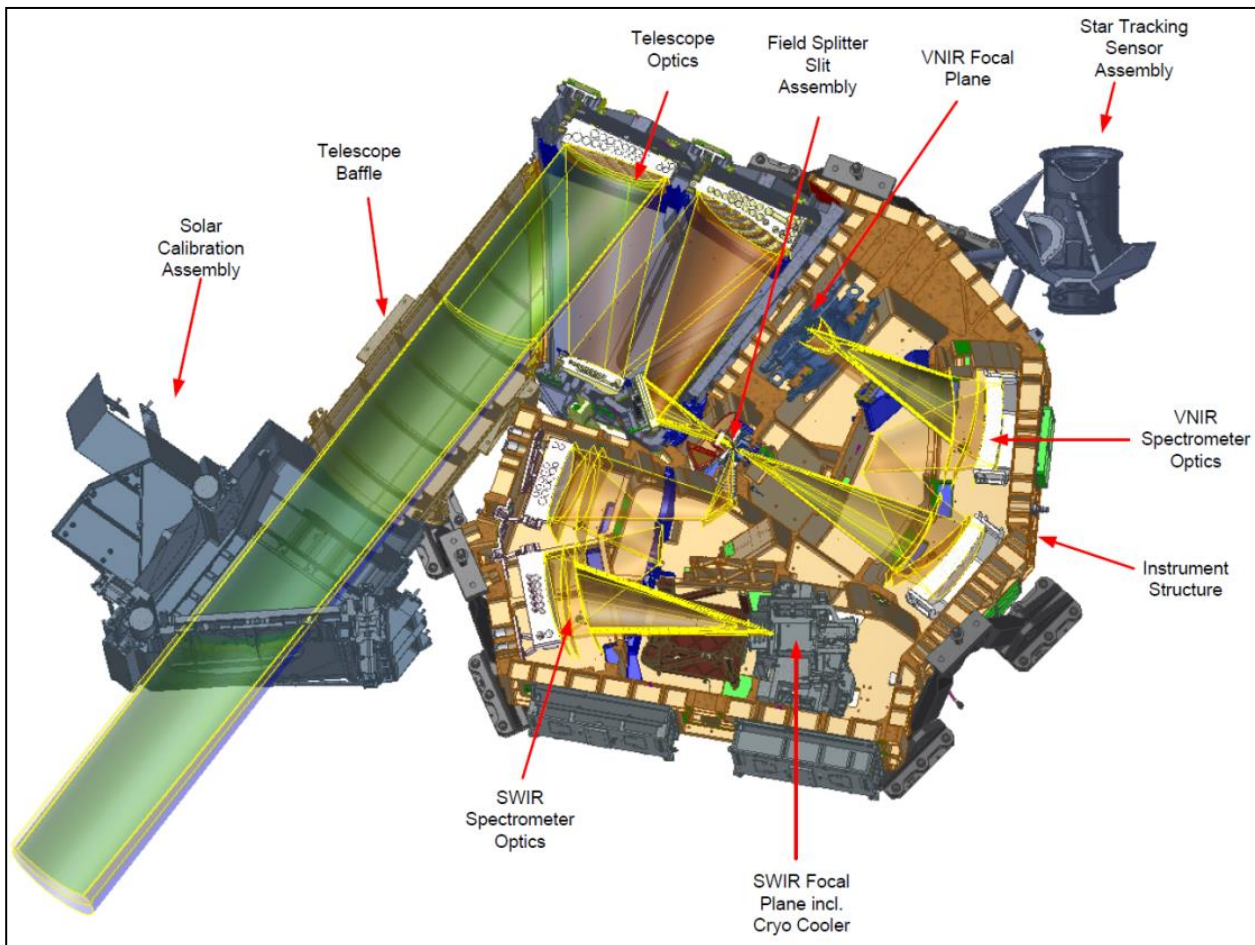 Telescope
Optics
Field Splitter
Slit
Assembly
VNIR Focal
Plane
Star Tracking
Sensor
Assembly
Telescope
Baffle
Solar
Calibration
Assembly
VNIR
Spectrometer
Optics
Instrument
Structure
SWIR
Spectrometer
Optics
SWIR Focal
Plane incl.
Cryo Cooler